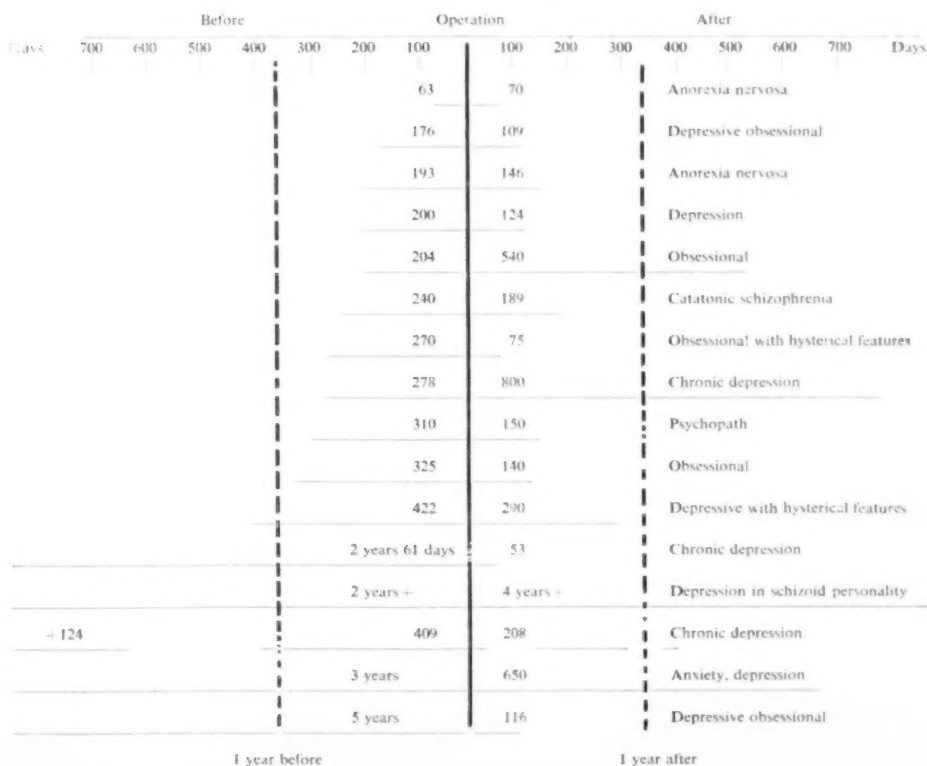 Before Operation After
Days 700 600 500 400 300 200 100 100 200 300 400 500 600 700 Days
63 70 Anorexia nervosa
176 109 Depressive obsessional
193 146 Anorexia nervosa
200 124 Depression
204 540 Obsessional
240 189 Catatonic schizophrenia
270 75 Obsessional with hysterical features
278 800 Chronic depression
310 150 Psychopath
325 140 Obsessional
422 290 Depressive with hysterical features
2 years 61 days 53 Chronic depression
2 years + 4 years + Depression in schizoid personality
+ 124 409 208 Chronic depression
3 years 650 Anxiety, depression
5 years 116 Depressive obsessional
1 year before 1 year after